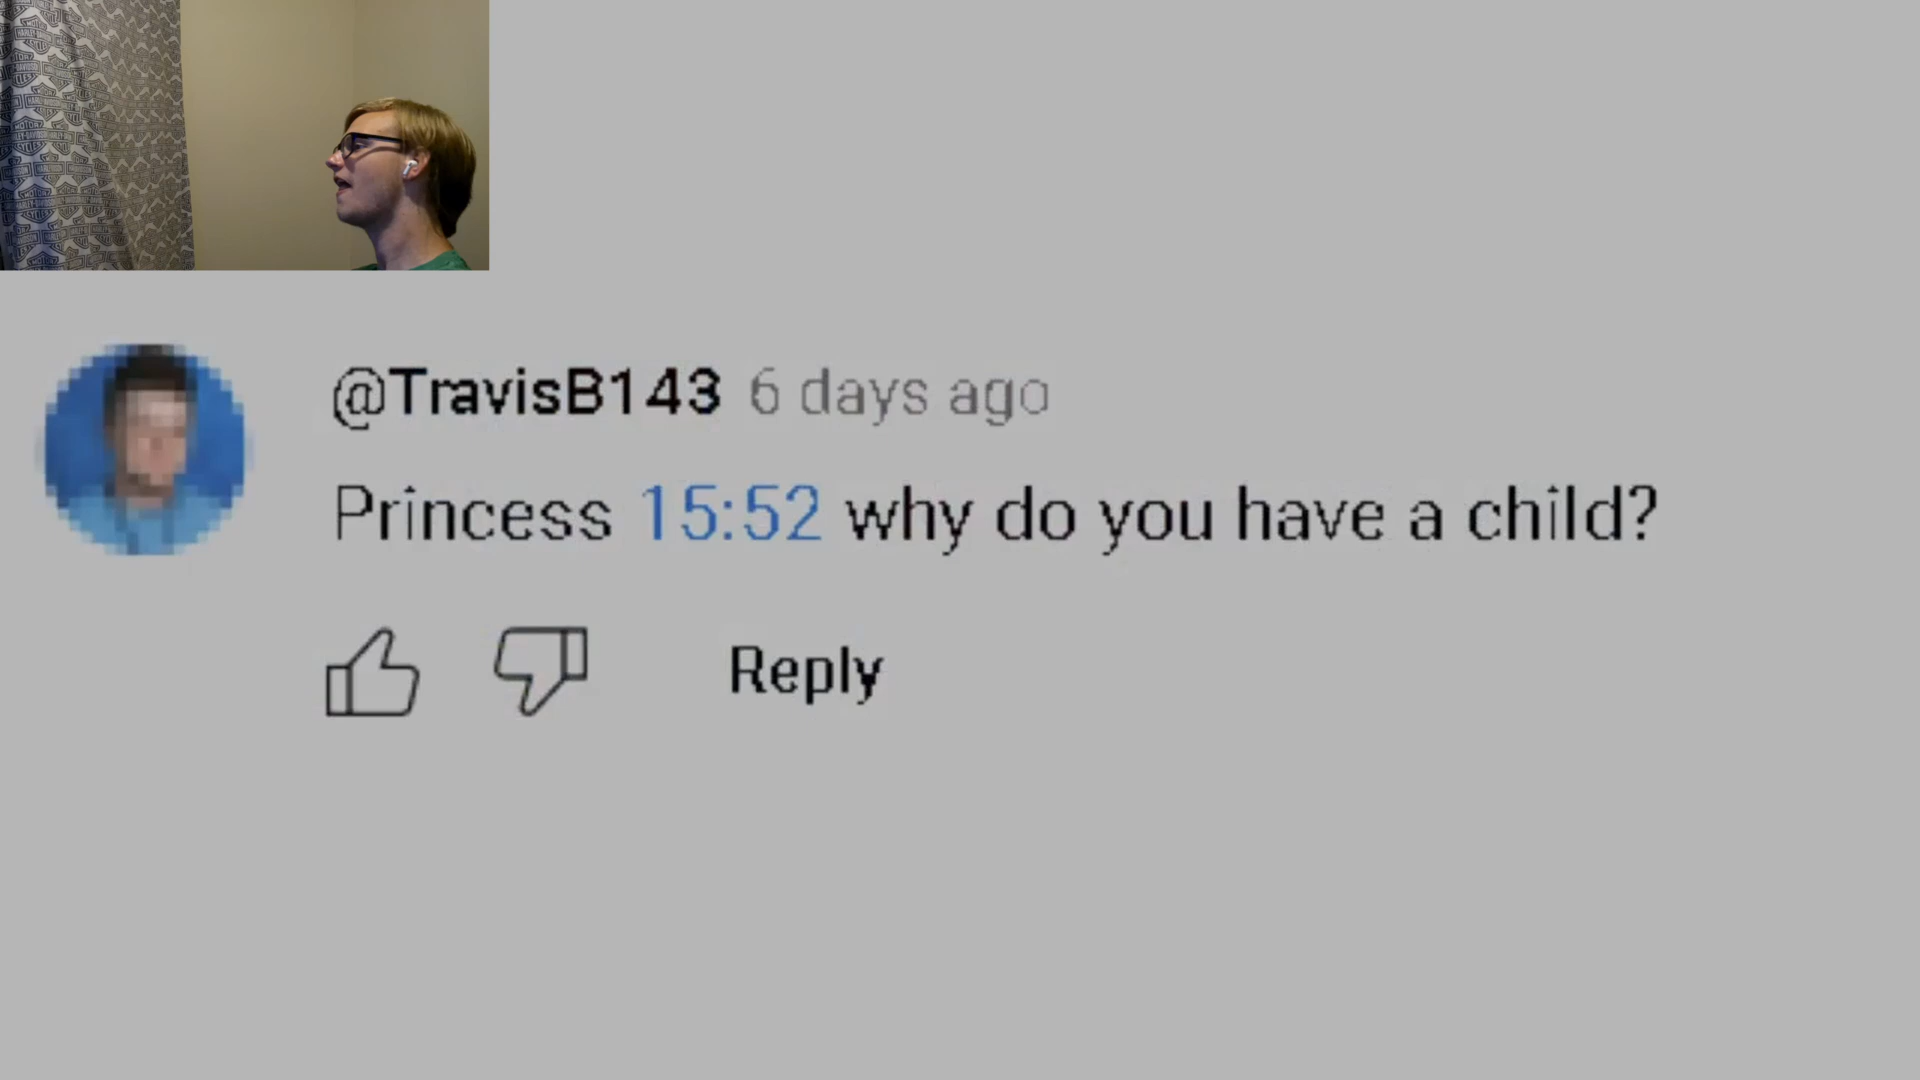 @TravisB143 6 days ago
Princess 15:52 why do you have a child?
Reply